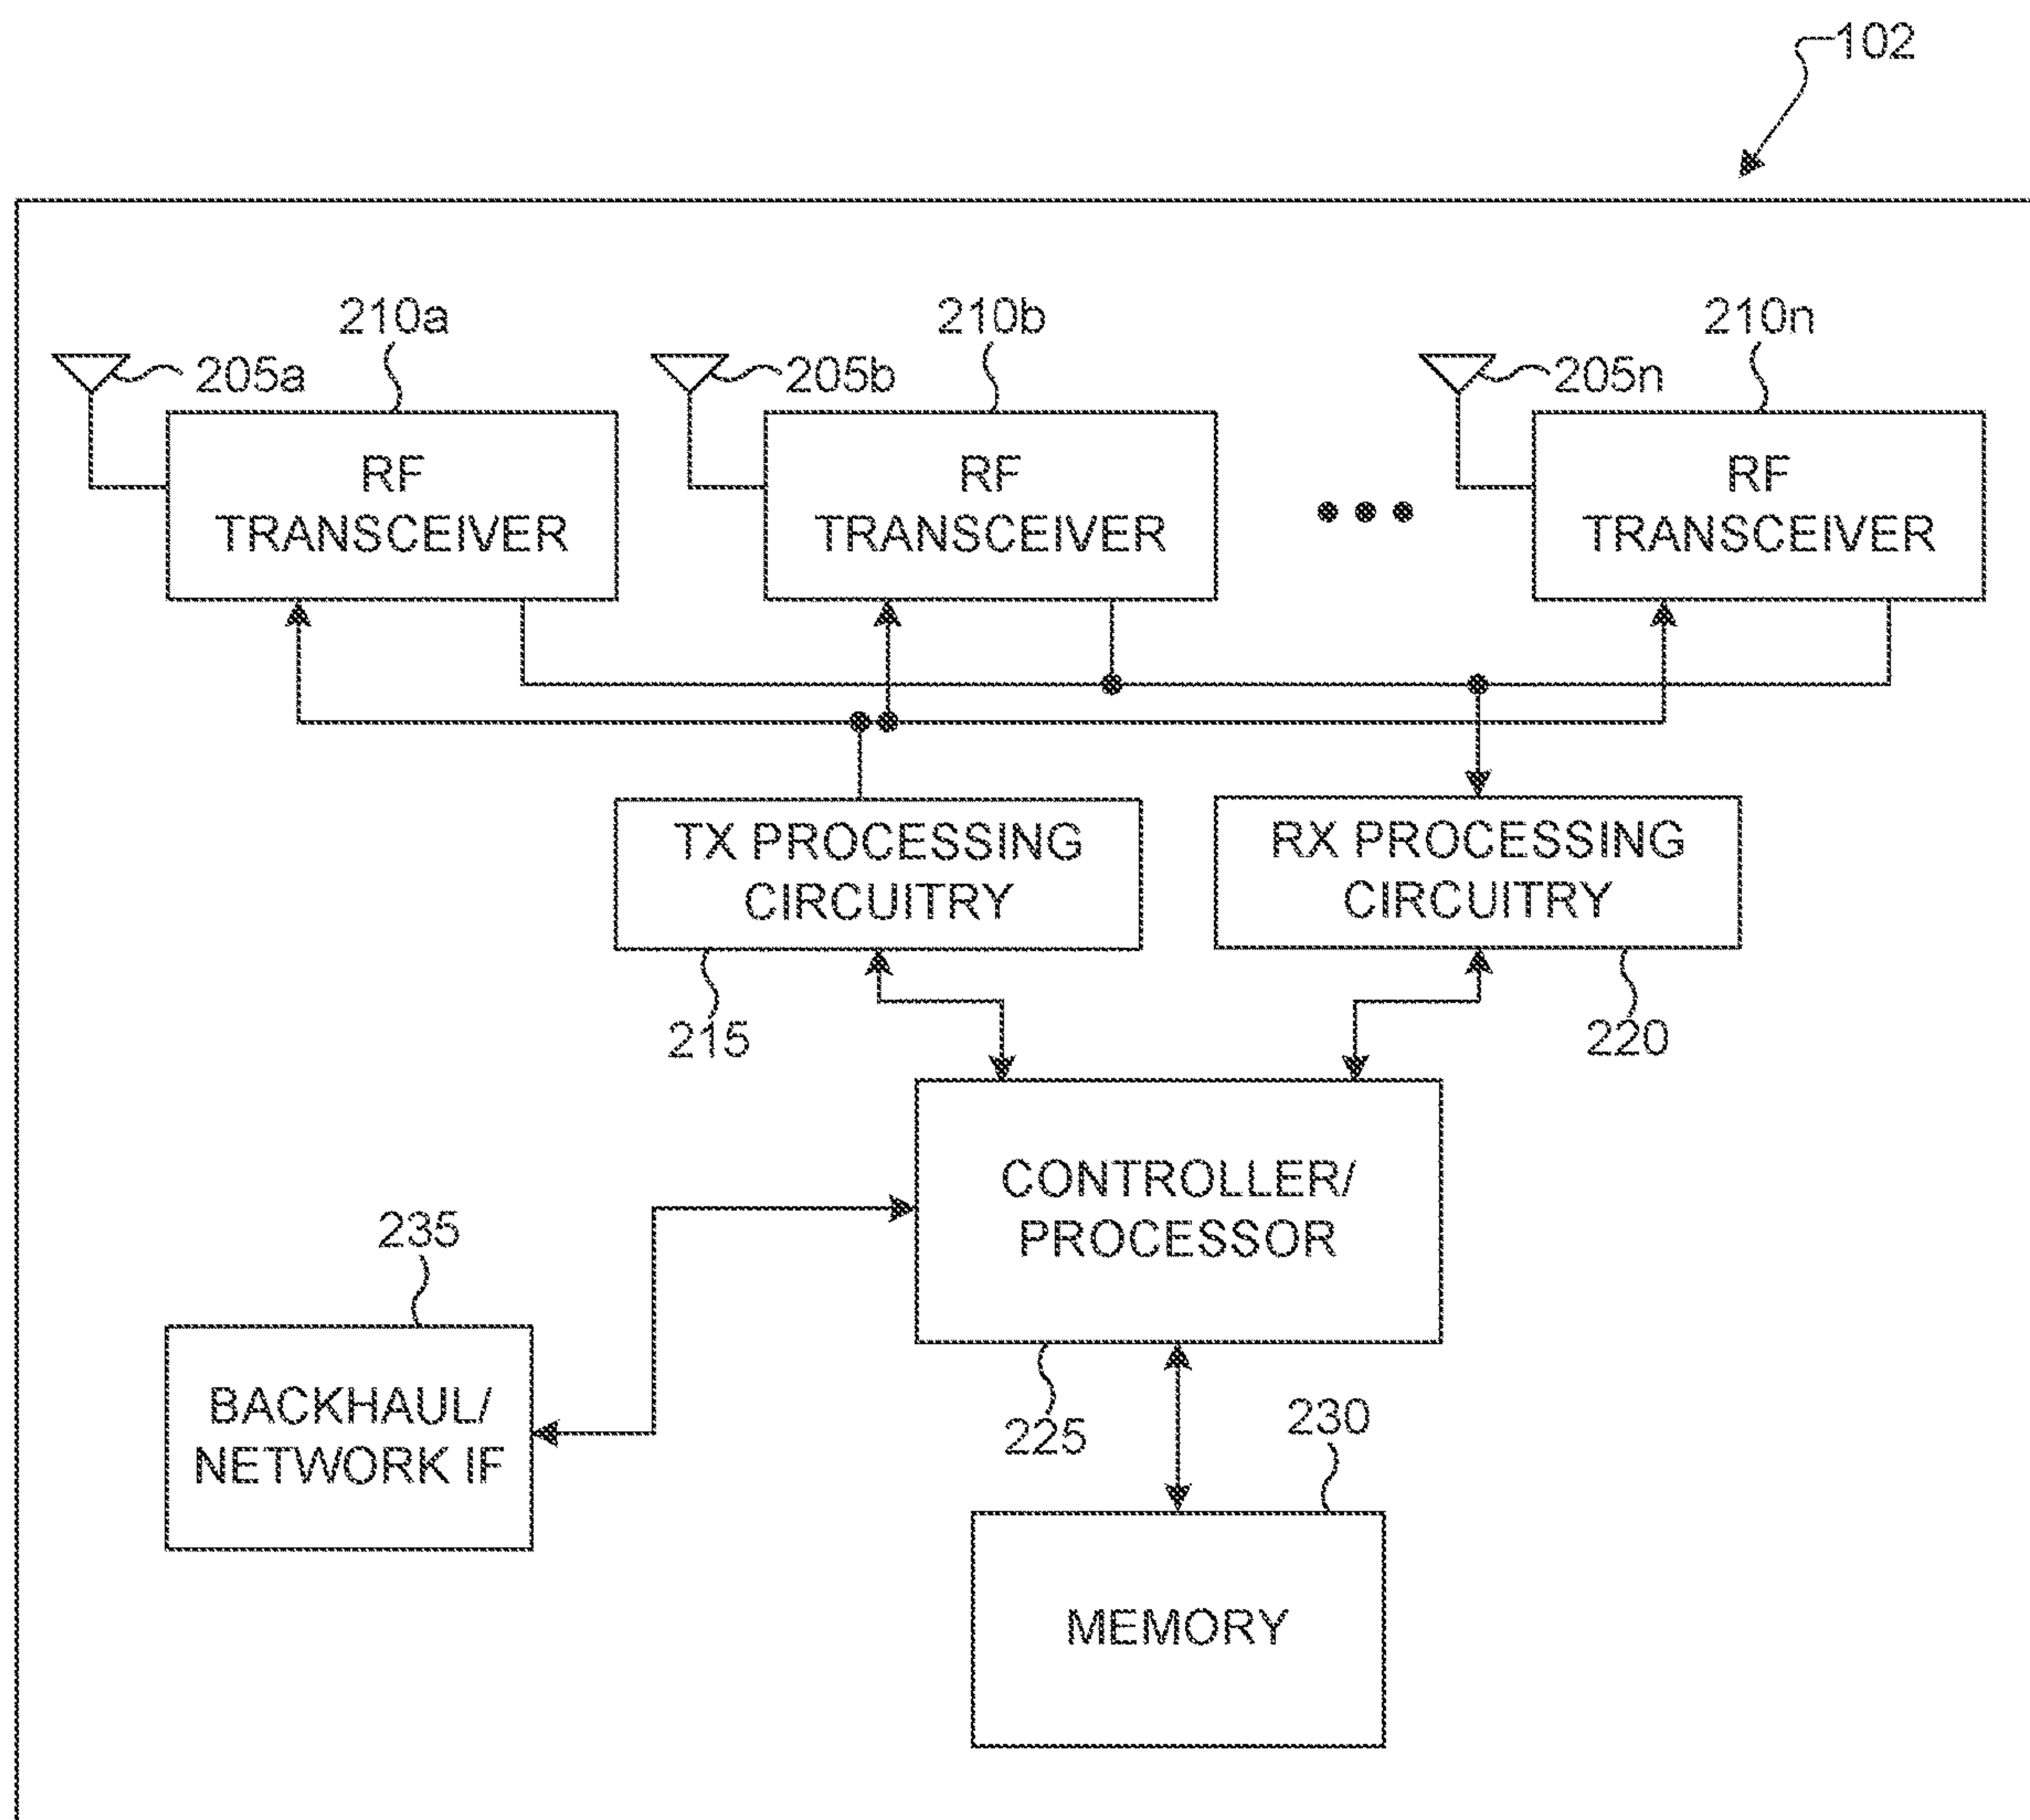 102
210a
210b
210n
205a
205b
205n
RF
TRANSCEIVER
RF
TRANSCEIVER
RF
TRANSCEIVER
TX PROCESSING
CIRCUITRY
RX PROCESSING
CIRCUITRY
215
220
CONTROLLER/
PROCESSOR
235
BACKHAUL/
NETWORK IF
225
230
MEMORY